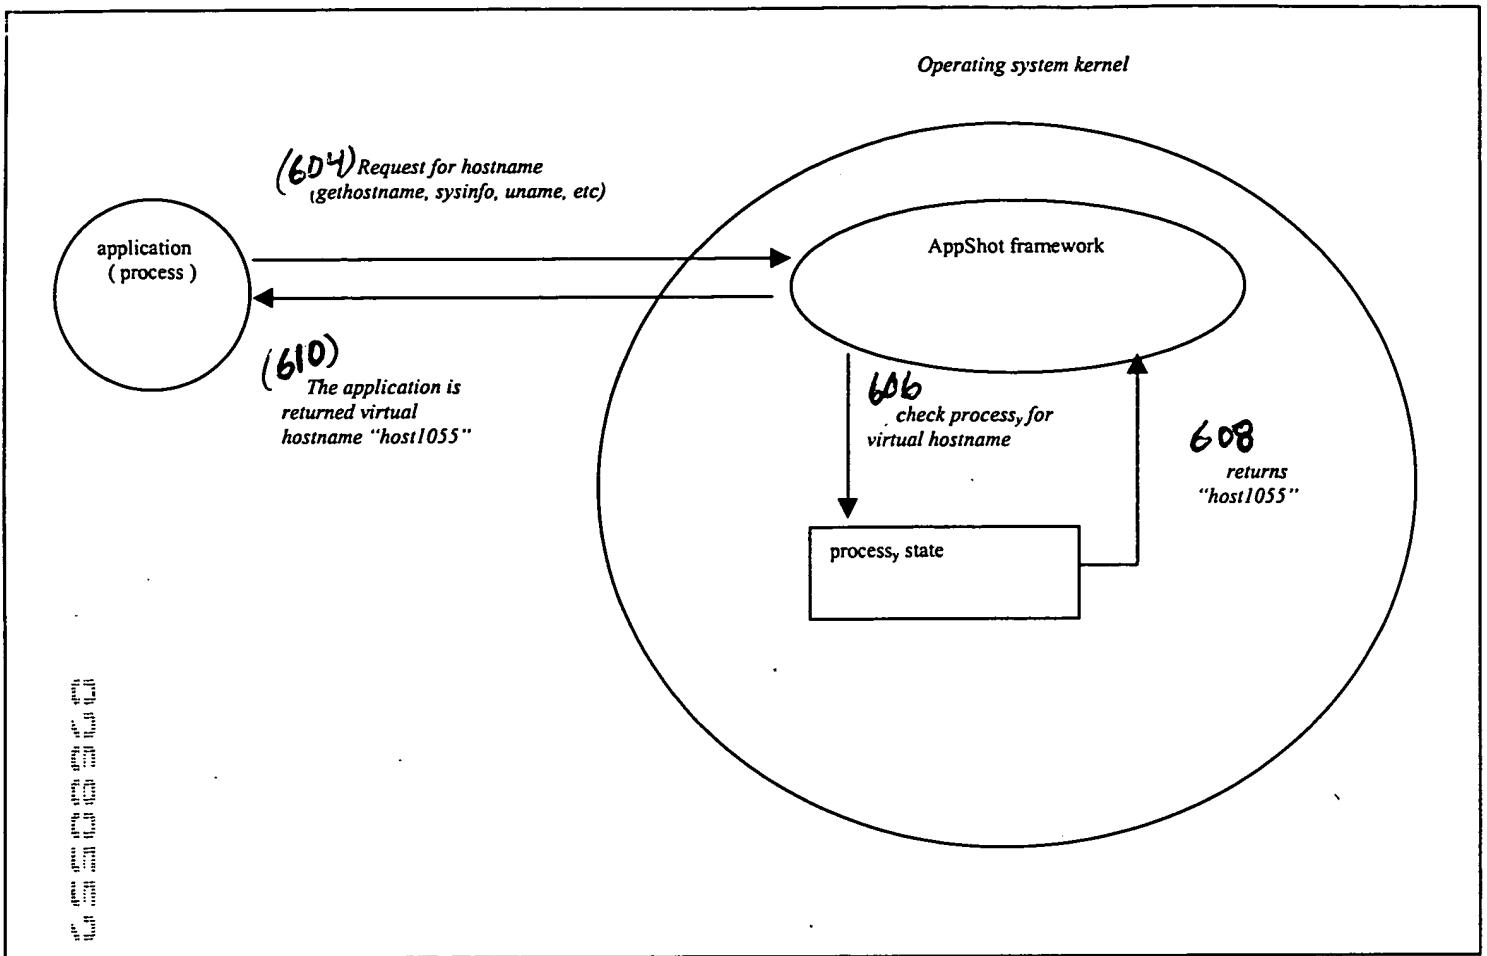 Operating system kernel
(604) Request for hostname
(gethostname, sysinfo, uname, etc)
application
( process )
AppShot framework
(610)
The application is
returned virtual
hostname “host1055”
606
check processy for
virtual hostname
608
returns
“host1055”
processy state